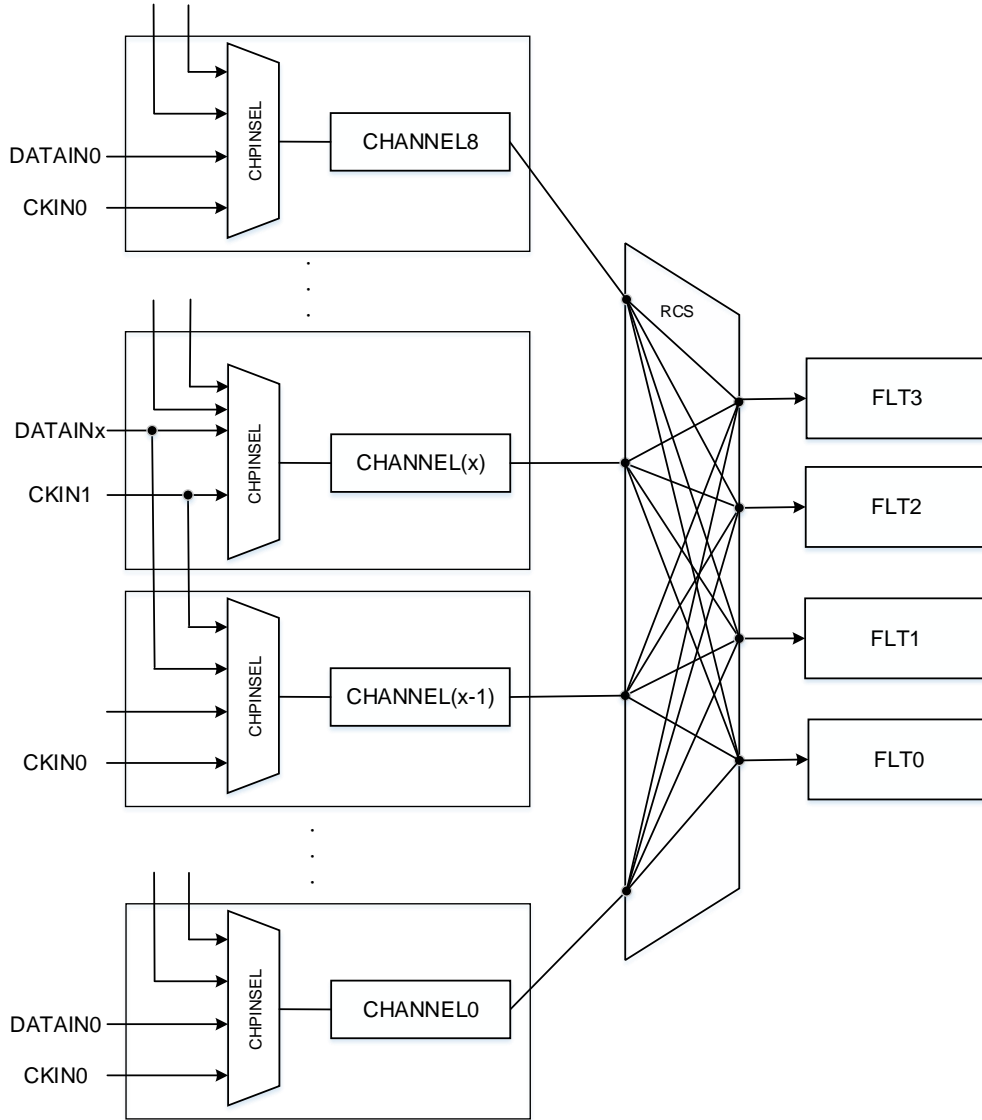 CHPINSEL
CHANNEL8
DATAIN0
CKIN0
. . .
RCS
CHPINSEL
DATAINx
CHANNEL(x)
CKIN1
FLT3
FLT2
FLT1
FLT0
CHPINSEL
CHANNEL(x-1)
CKIN0
. . .
CHPINSEL
CHANNEL0
DATAIN0
CKIN0